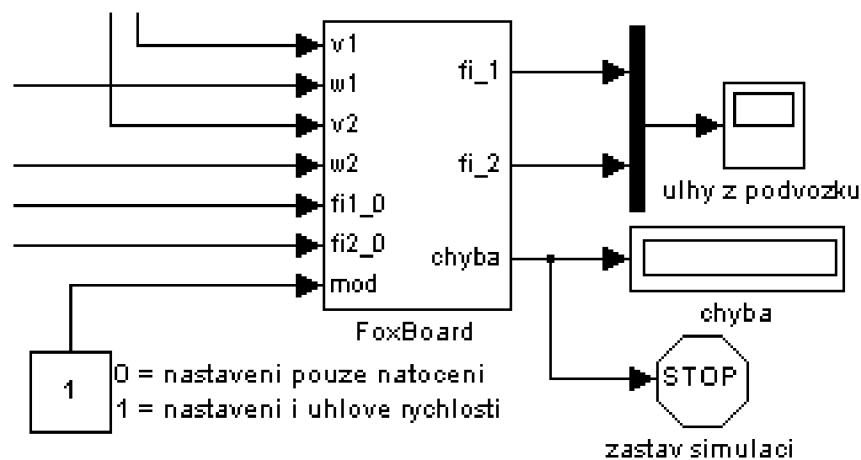 v1
w1
v2
w2
fi1_0
fi2_0
mod
fi_1
fi_2
chyba
FoxBoard
ulhy z podvozku
chyba
STOP
zastav simulaci
1
0 = nastaveni pouze natoceni
1 = nastaveni i uhlove rychlosti